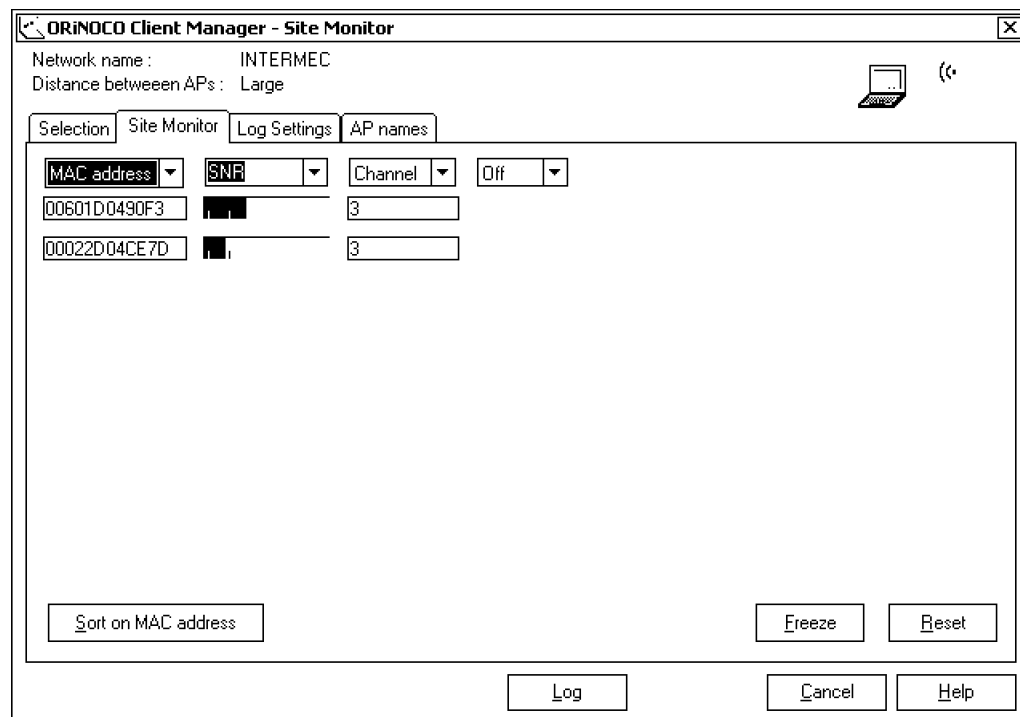 ORiNOCO Client Manager - Site Monitor
Network name : INTERMEC
Distance betweeen APs : Large
Selection Site Monitor Log Settings AP names
MAC address SNR Channel Off
00601D0490F3 3
00022D04CE7D 3
Sort on MAC address Freeze Reset
Log Cancel Help